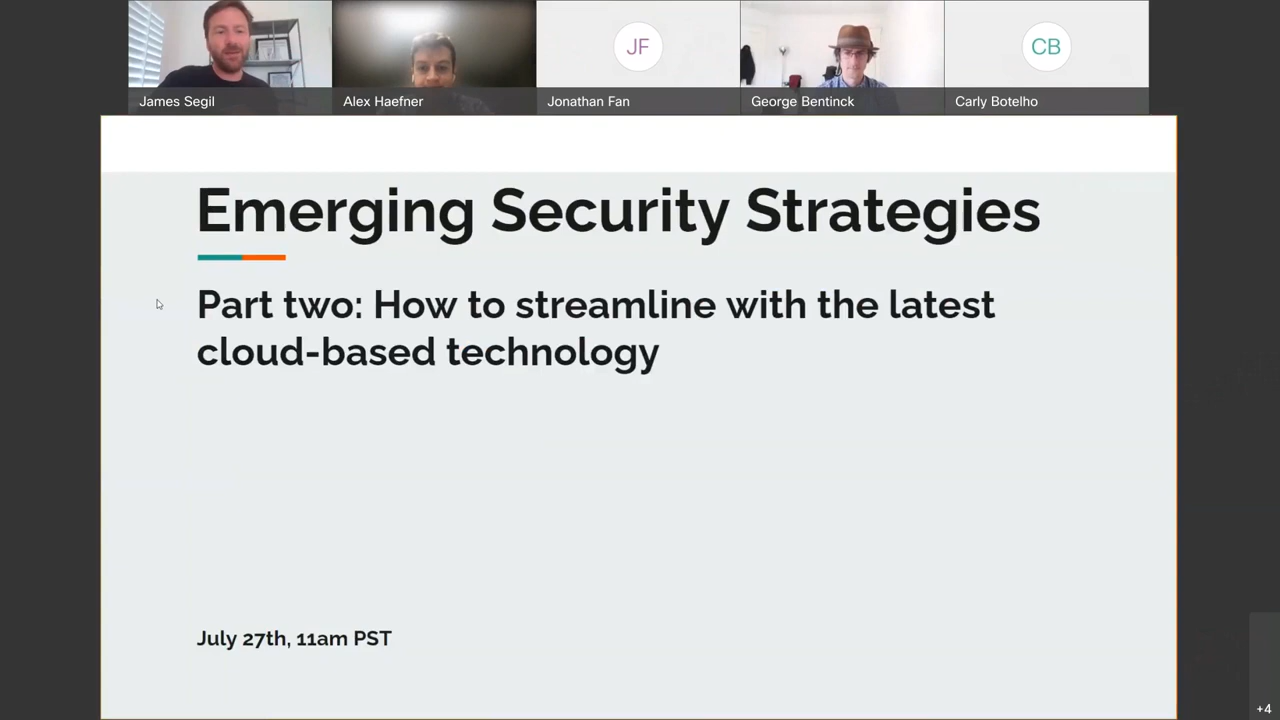 James Segil
Alex Haefner
JF
Jonathan Fan
George Bentinck
CB
Carly Botelho
Emerging Security Strategies
Part two: How to streamline with the latest
cloud-based technology
July 27th, 11am PST
+4